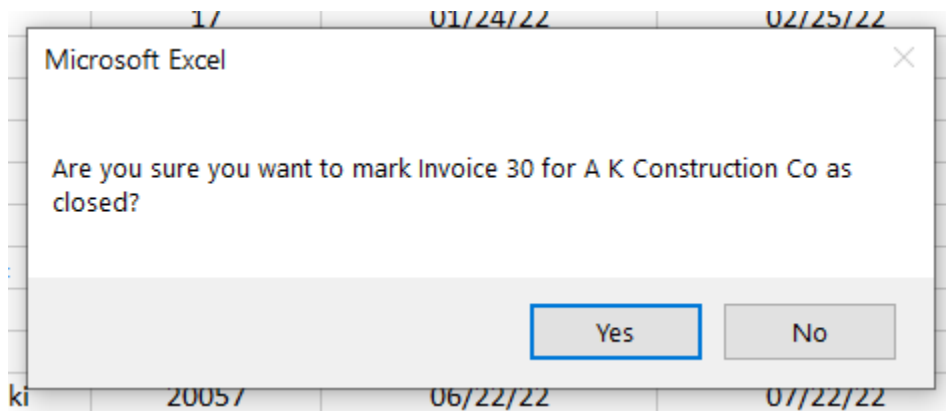 17 01/24/22 02/25/22
Microsoft Excel
Are you sure you want to mark Invoice 30 for A K Construction Co as
closed?
Yes No
ki 20057 06/22/22 07/22/22